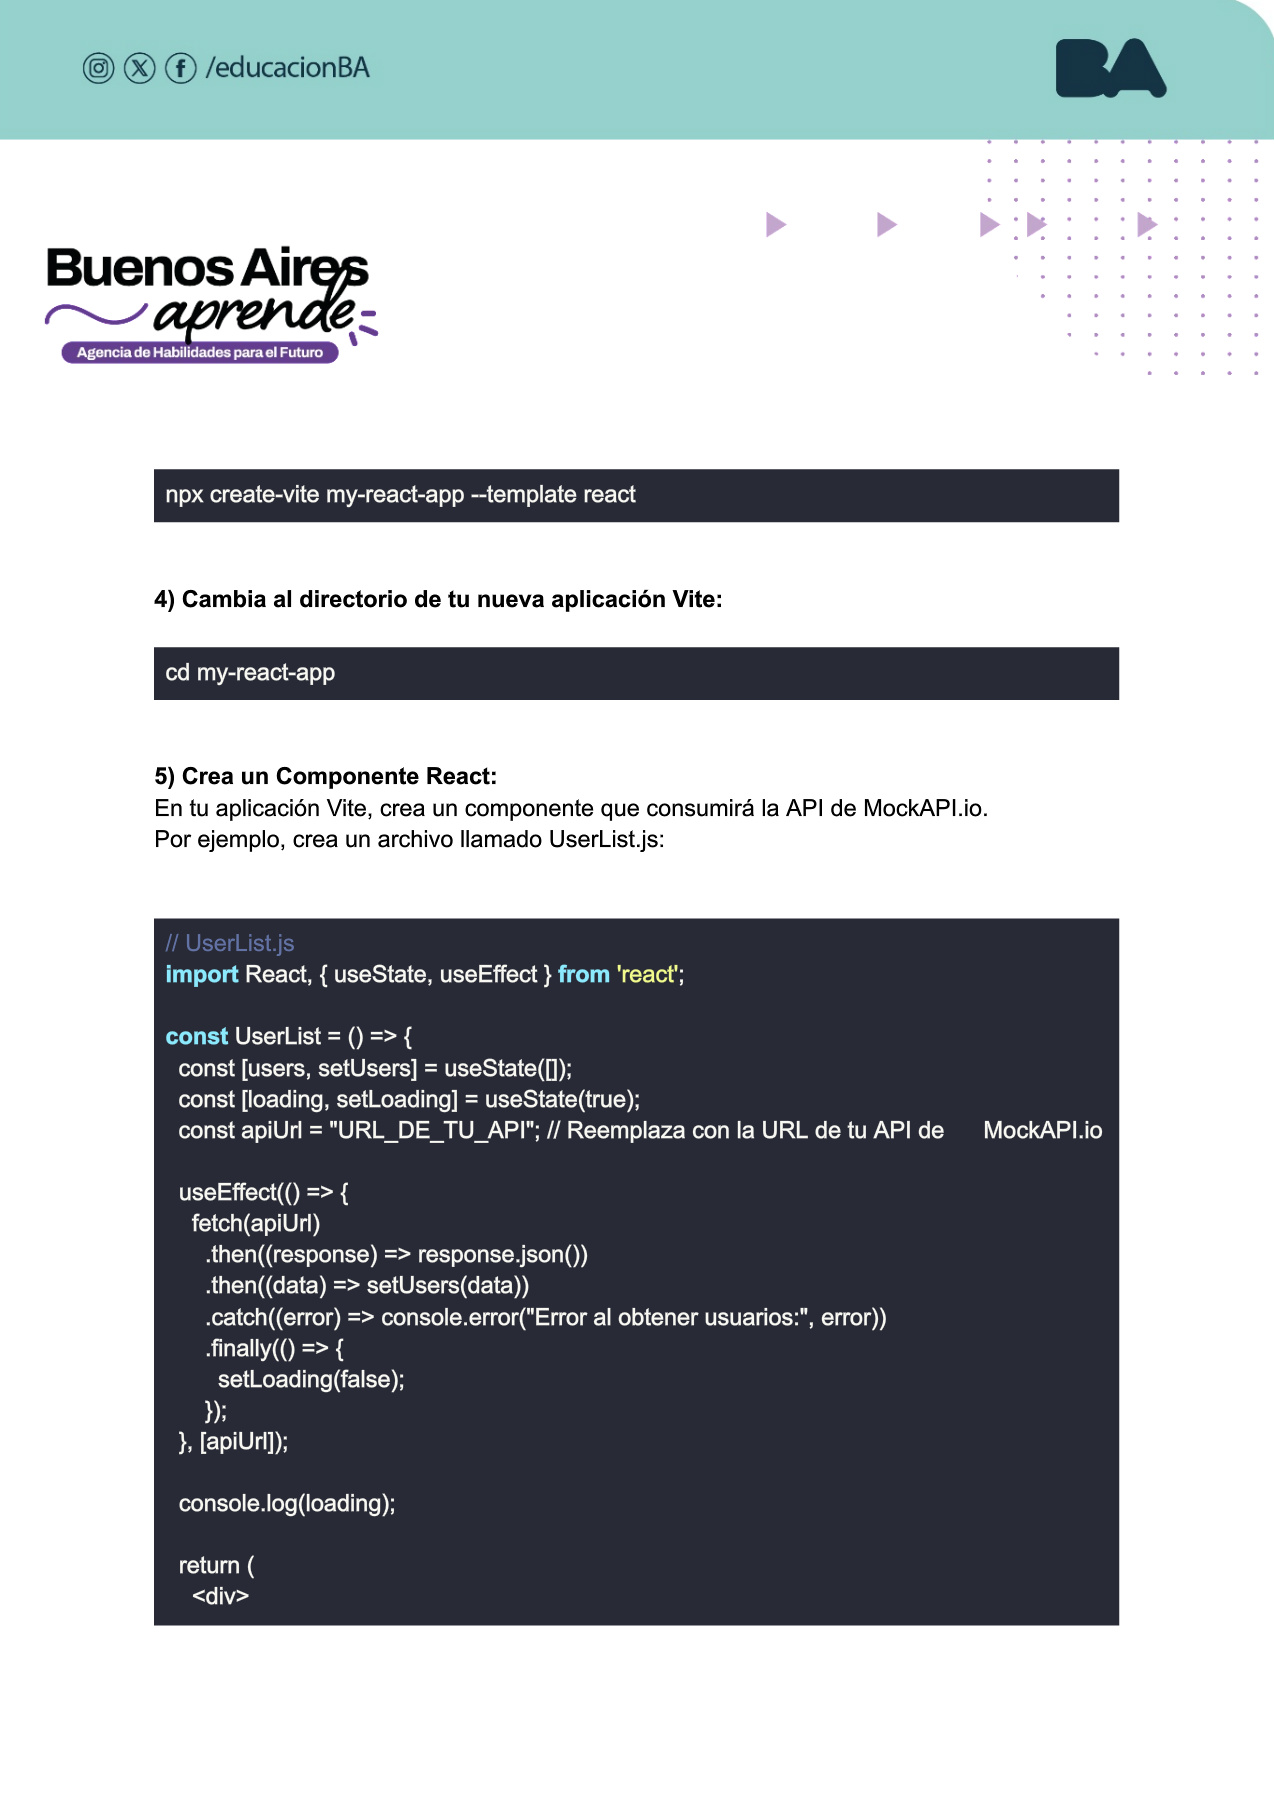 /educacionBA
BA
Buenos Aires
aprende
Agencia de Habilidades para el Futuro
npx create-vite my-react-app --template react
4) Cambia al directorio de tu nueva aplicación Vite:
cd my-react-app
5) Crea un Componente React:
En tu aplicación Vite, crea un componente que consumirá la API de MockAPI.io.
Por ejemplo, crea un archivo llamado UserList.js:
// UserList.js
import React, { useState, useEffect } from 'react';
const UserList = () => {
const [users, setUsers] = useState([]);
const [loading, setLoading] = useState(true);
const apiUrl = "URL_DE_TU_API"; // Reemplaza con la URL de tu API de MockAPI.io
useEffect(() => {
fetch(apiUrl)
.then((response) => response.json())
.then((data) => setUsers(data))
.catch((error) => console.error("Error al obtener usuarios:", error))
.finally(() => {
setLoading(false);
});
}, [apiUrl]);
console.log(loading);
return (
<div>